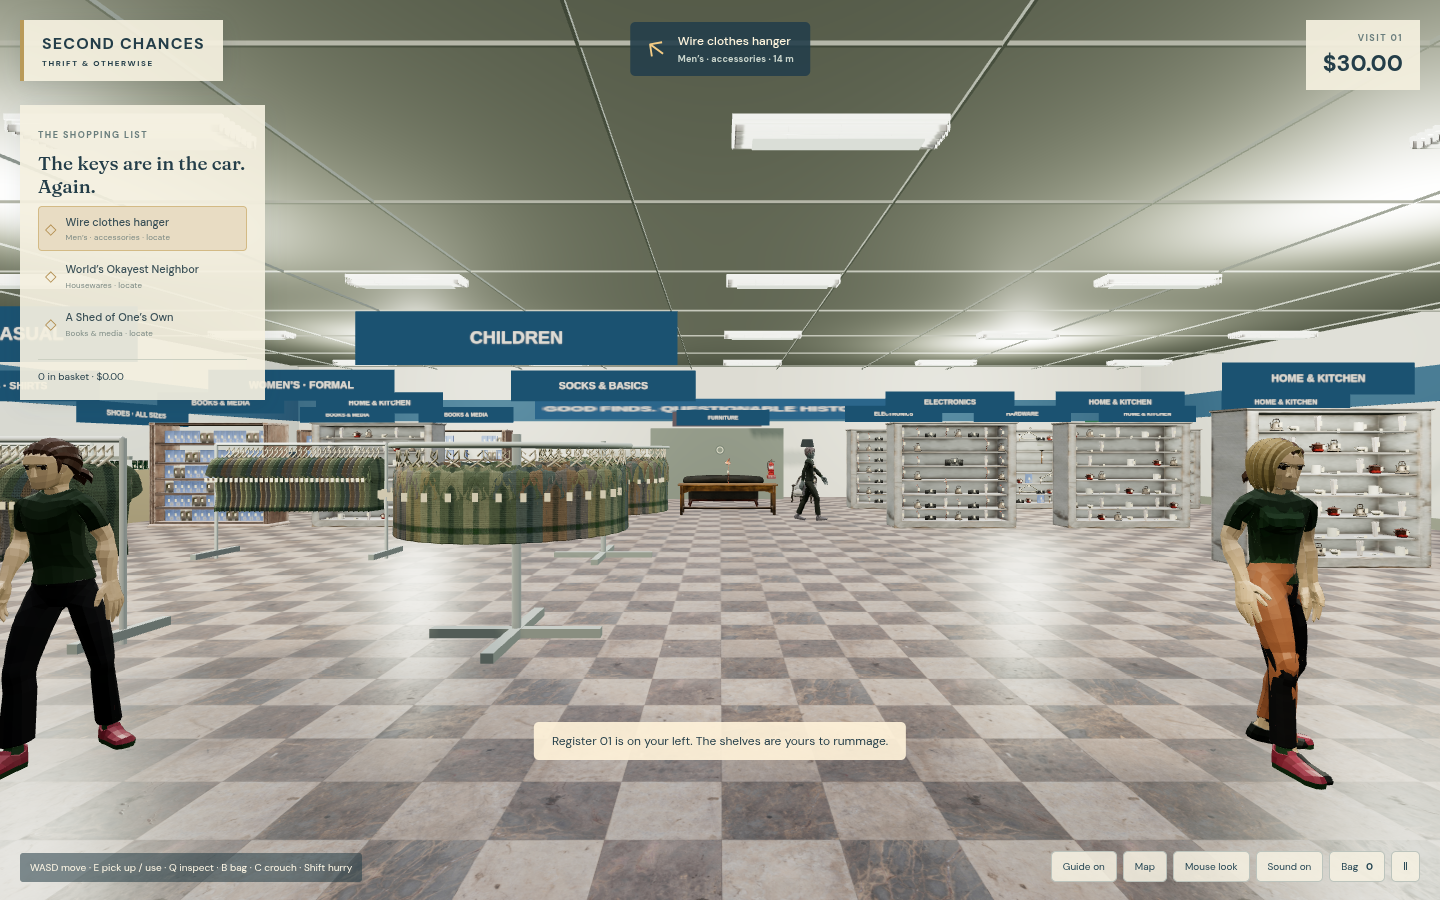 SECOND CHANCES
THRIFT & OTHERWISE
Wire clothes hanger
Men's · accessories · 14 m
VISIT 01
$30.00
THE SHOPPING LIST
The keys are in the car.
Again.
Wire clothes hanger
Men's · accessories · locate
World's Okayest Neighbor
Housewares · locate
A Shed of One's Own
Books & media · locate
0 in basket · $0.00
CHILDREN
WOMEN'S · FORMAL
SOCKS & BASICS
HOME & KITCHEN
BOOKS & MEDIA
HOME & KITCHEN
ELECTRONICS
HOME & KITCHEN
HOME & KITCHEN
SHOES · ALL SIZES
BOOKS & MEDIA
BOOKS & MEDIA
GOOD FINDS.
FURNITURE
ELECTRONICS
HARDWARE
HOME & KITCHEN
Register 01 is on your left. The shelves are yours to rummage.
WASD move · E pick up / use · Q inspect · B bag · C crouch · Shift hurry
Guide on
Map
Mouse look
Sound on
Bag 0